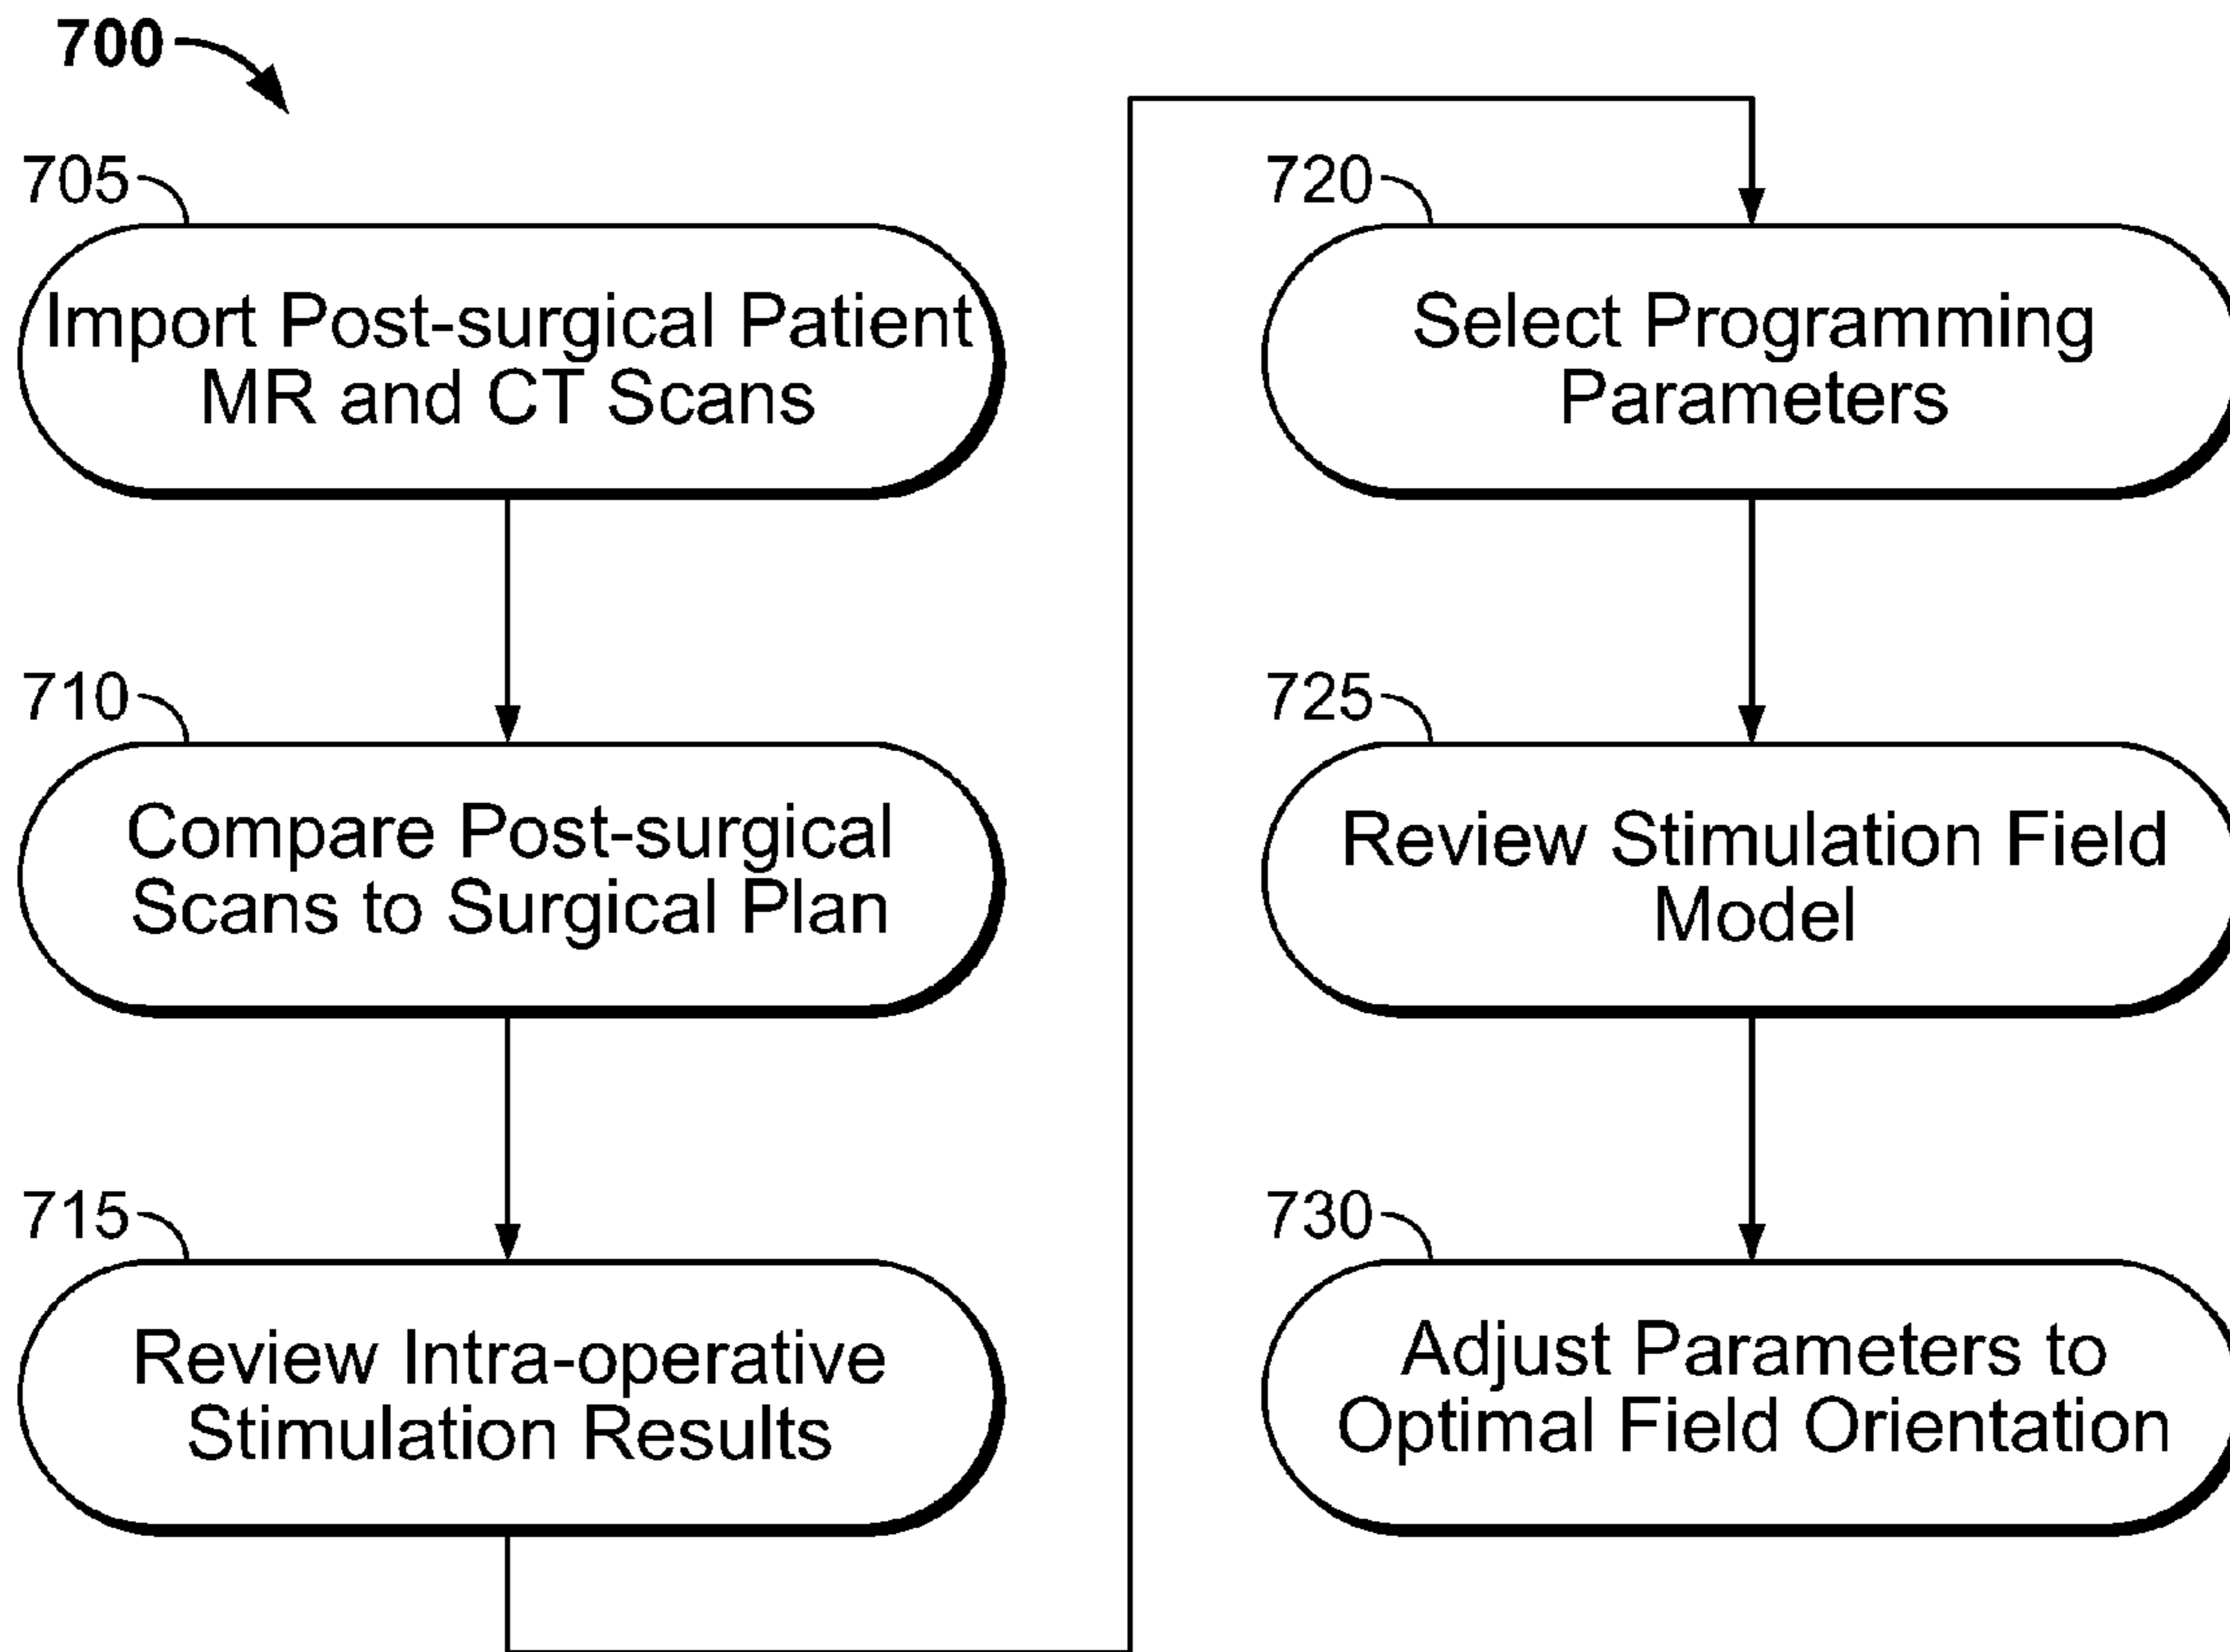 700
705
Import Post-surgical Patient
MR and CT Scans
710
Compare Post-surgical
Scans to Surgical Plan
715
Review Intra-operative
Stimulation Results
720
Select Programming
Parameters
725
Review Stimulation Field
Model
730
Adjust Parameters to
Optimal Field Orientation